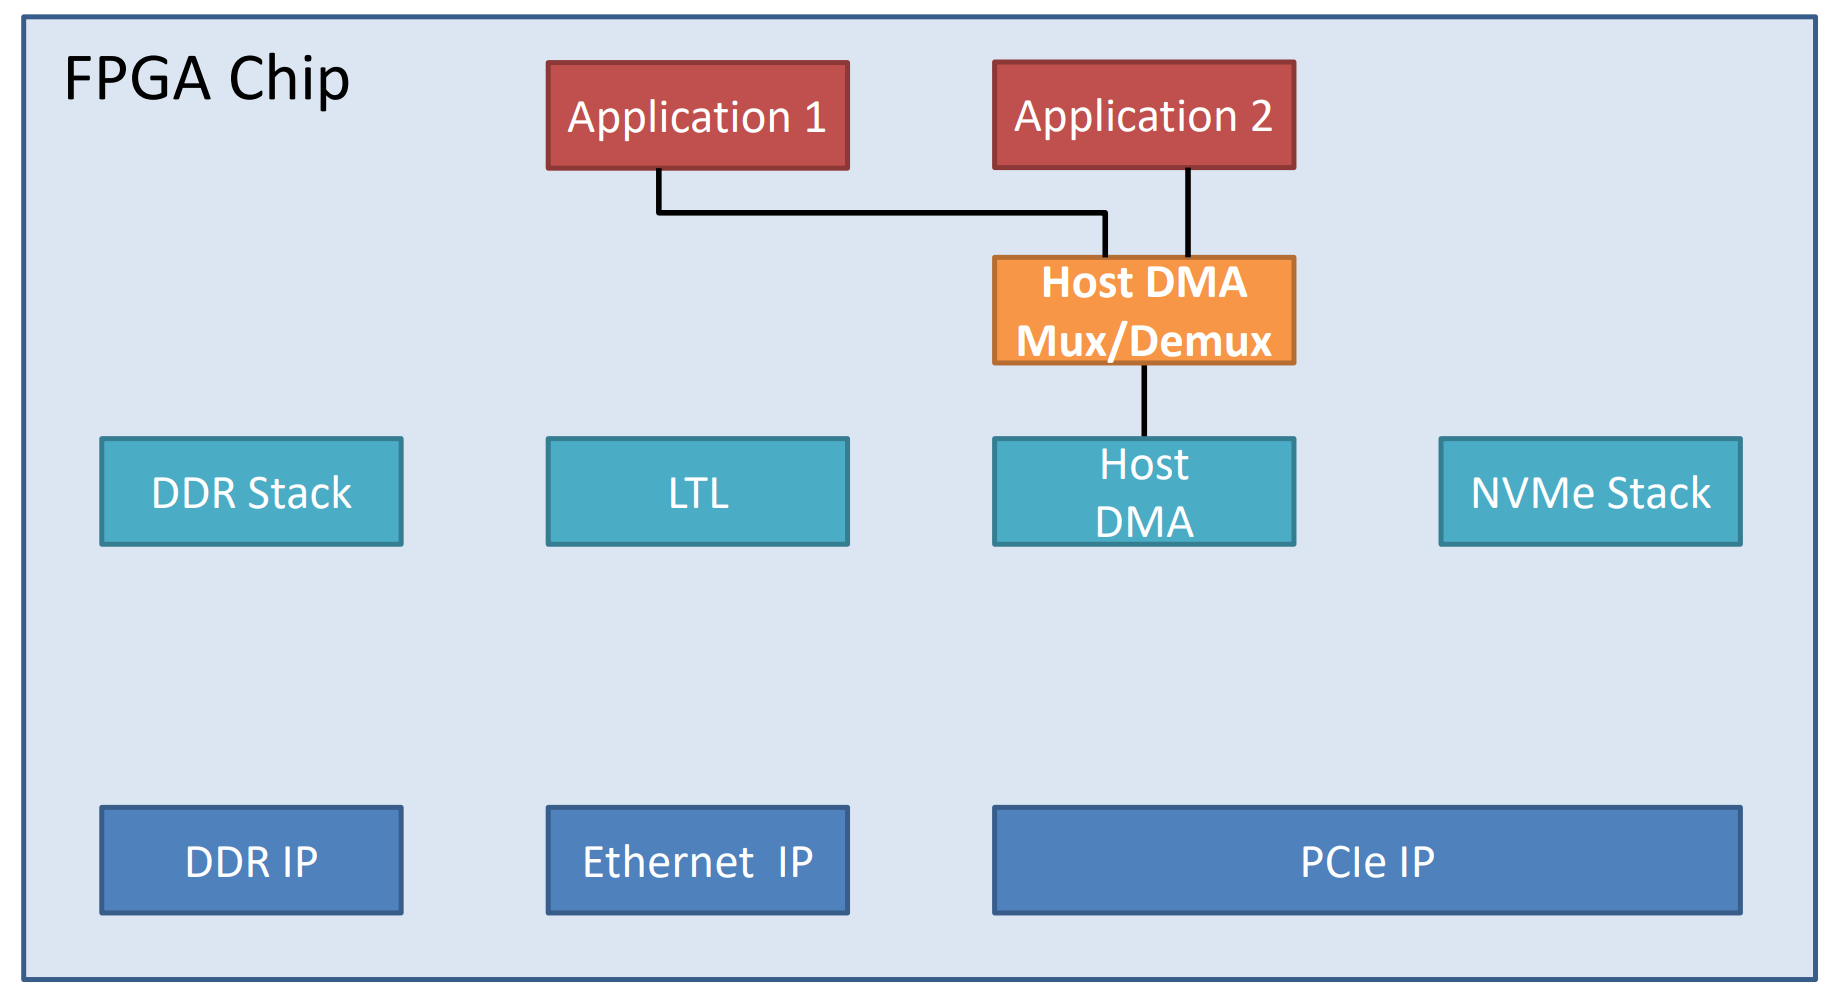 FPGA Chip
Application 1
Application 2
Host DMA
Mux/Demux
DDR Stack
LTL
Host
DMA
NVMe Stack
DDR IP
Ethernet  IP
PCIe IP